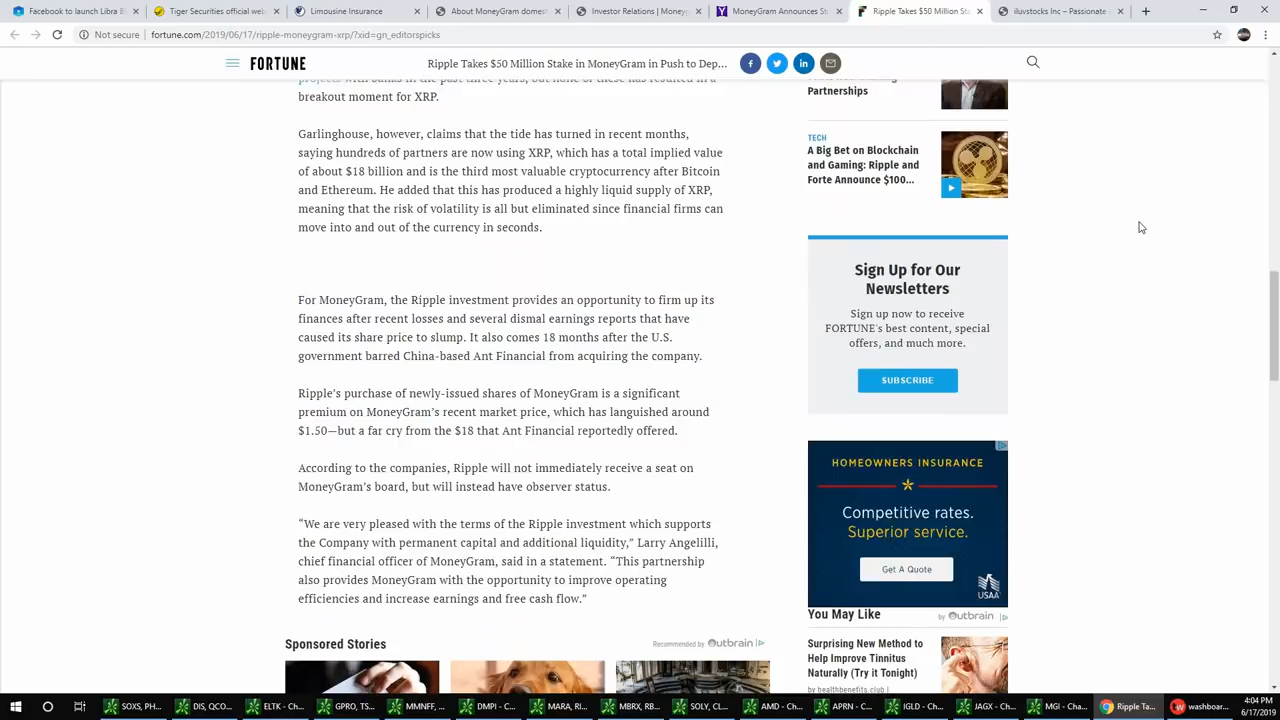 Facebook to launch Libra B
Tiger Securities official web
Limousine Insurance
About MoneyGram domest
Investor Relations | Money
MoneyGram Announces St
Ripple Takes $50 Million St
iluvstocks Inc - Passionate
Not secure
fortune.com/2019/06/17/ripple-moneygram-xrp/?xid=gn_editorspicks
FORTUNE
Ripple Takes $50 Million Stake in MoneyGram in Push to Dep...
projects with banks in the past three years, but none of these has resulted in a
breakout moment for XRP.
Garlinghouse, however, claims that the tide has turned in recent months,
saying hundreds of partners are now using XRP, which has a total implied value
of about $18 billion and is the third most valuable cryptocurrency after Bitcoin
and Ethereum. He added that this has produced a highly liquid supply of XRP,
meaning that the risk of volatility is all but eliminated since financial firms can
move into and out of the currency in seconds.
For MoneyGram, the Ripple investment provides an opportunity to firm up its
finances after recent losses and several dismal earnings reports that have
caused its share price to slump. It also comes 18 months after the U.S.
government barred China-based Ant Financial from acquiring the company.
Ripple's purchase of newly-issued shares of MoneyGram is a significant
premium on MoneyGram's recent market price, which has languished around
$1.50—but a far cry from the $18 that Ant Financial reportedly offered.
According to the companies, Ripple will not immediately receive a seat on
MoneyGram's board, but will instead have observer status.
“We are very pleased with the terms of the Ripple investment which supports
the Company with permanent capital and additional liquidity,” Larry Angelilli,
chief financial officer of MoneyGram, said in a statement. “This partnership
also provides MoneyGram with the opportunity to improve operating
efficiencies and increase earnings and free cash flow.”
Sponsored Stories
Recommended by Outbrain
Partnerships
TECH
A Big Bet on Blockchain
and Gaming: Ripple and
Forte Announce $100...
Sign Up for Our
Newsletters
Sign up now to receive
FORTUNE's best content, special
offers, and much more.
SUBSCRIBE
HOMEOWNERS INSURANCE
Competitive rates.
Superior service.
Get A Quote
USAA
You May Like
by Outbrain
Surprising New Method to
Help Improve Tinnitus
Naturally (Try it Tonight)
by healthbenefits.club |
GPRO, TS...
MMNFF, ...
DMPI - C...
MARA, RI...
MBRX, RB...
SOLY, CL...
AMD - Ch...
APRN - C...
IGLD - Ch...
JAGX - Ch...
MGI - Cha...
Ripple Ta...
washboar...
4:04 PM
6/17/2019